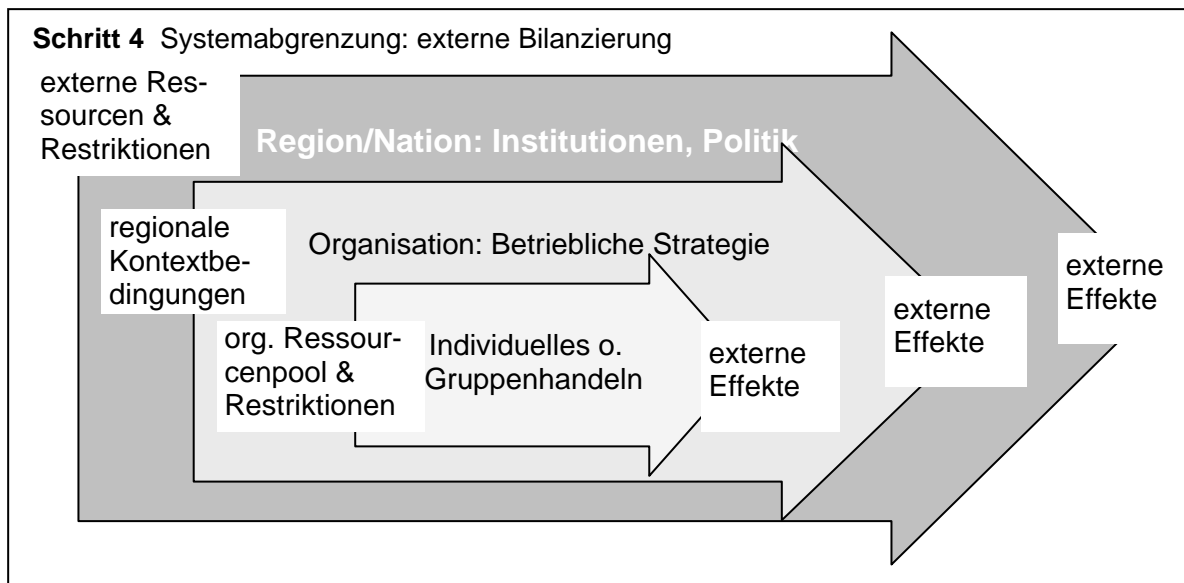 Schritt 4 Systemabgrenzung: externe Bilanzierung
externe Res-
sourcen &
Restriktionen
Region/Nation: Institutionen, Politik
regionale
Kontextbe-
dingungen
Organisation: Betriebliche Strategie
org. Ressour-
cenpool &
Restriktionen
Individuelles o.
Gruppenhandeln
externe
Effekte
externe
Effekte
externe
Effekte